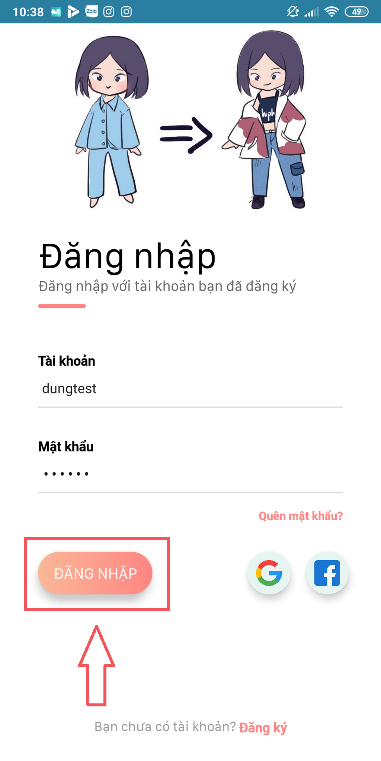 10:38
Zalo
49
Đăng nhập
Đăng nhập với tài khoản bạn đã đăng ký
Tài khoản
dungtest
Mật khẩu
••••••
Quên mật khẩu?
ĐĂNG NHẬP
Bạn chưa có tài khoản? Đăng ký